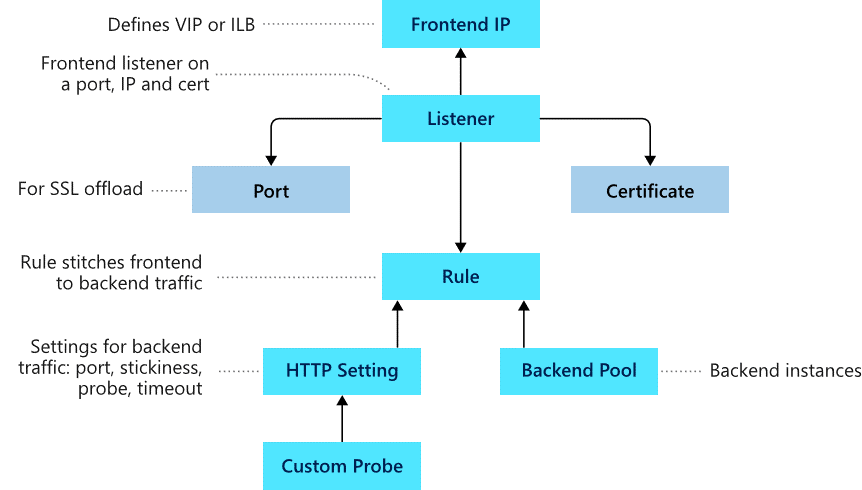 Defines VIP or ILB
Frontend IP
Frontend listener on
a port, IP and cert
Listener
For SSL offload
Port
Certificate
Rule stitches frontend
to backend traffic
Rule
Settings for backend
traffic: port, stickiness,
probe, timeout
HTTP Setting
Backend Pool
Backend instances
Custom Probe